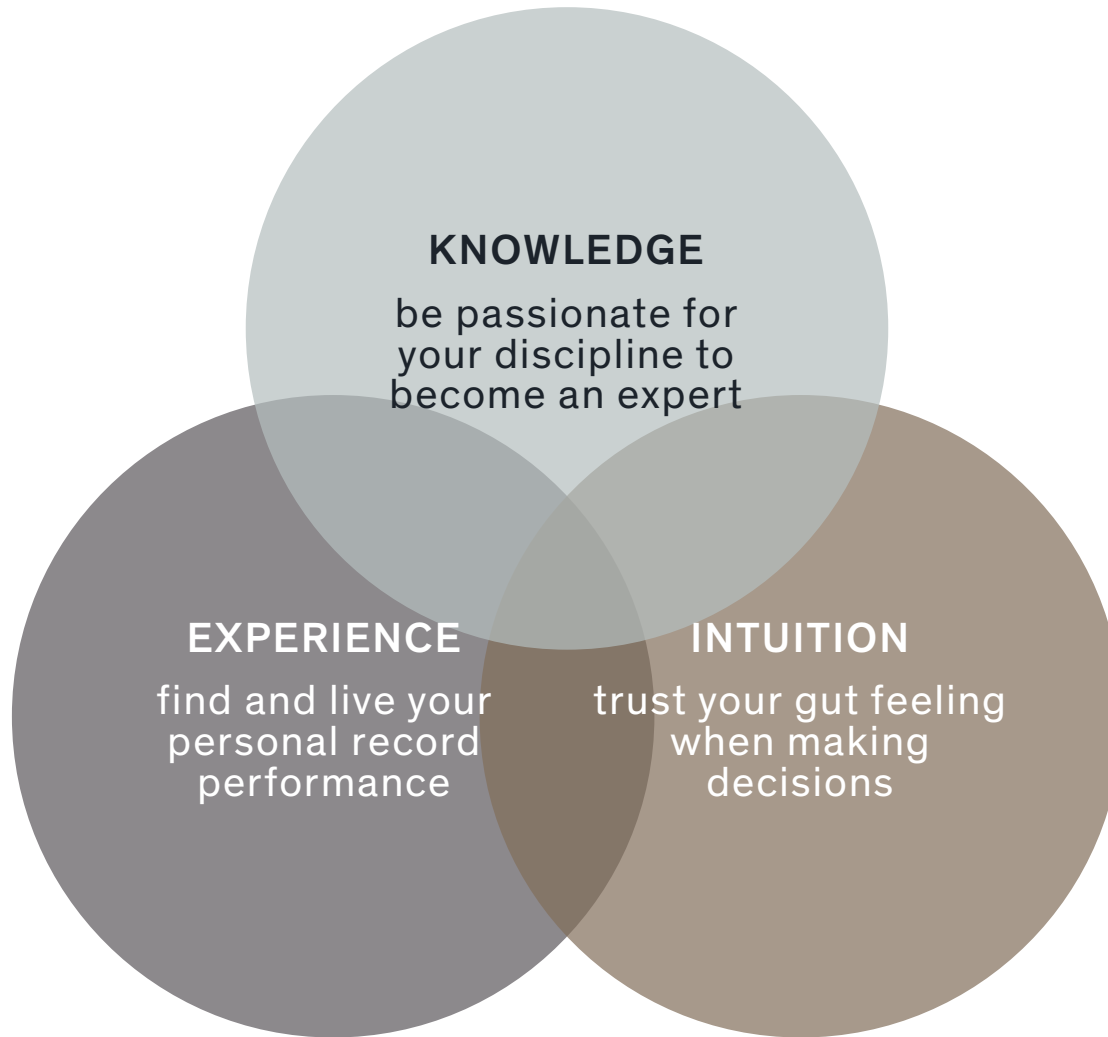 KNOWLEDGE
be passionate for
your discipline to
become an expert
EXPERIENCE
find and live your
personal record
performance
INTUITION
trust your gut feeling
when making
decisions